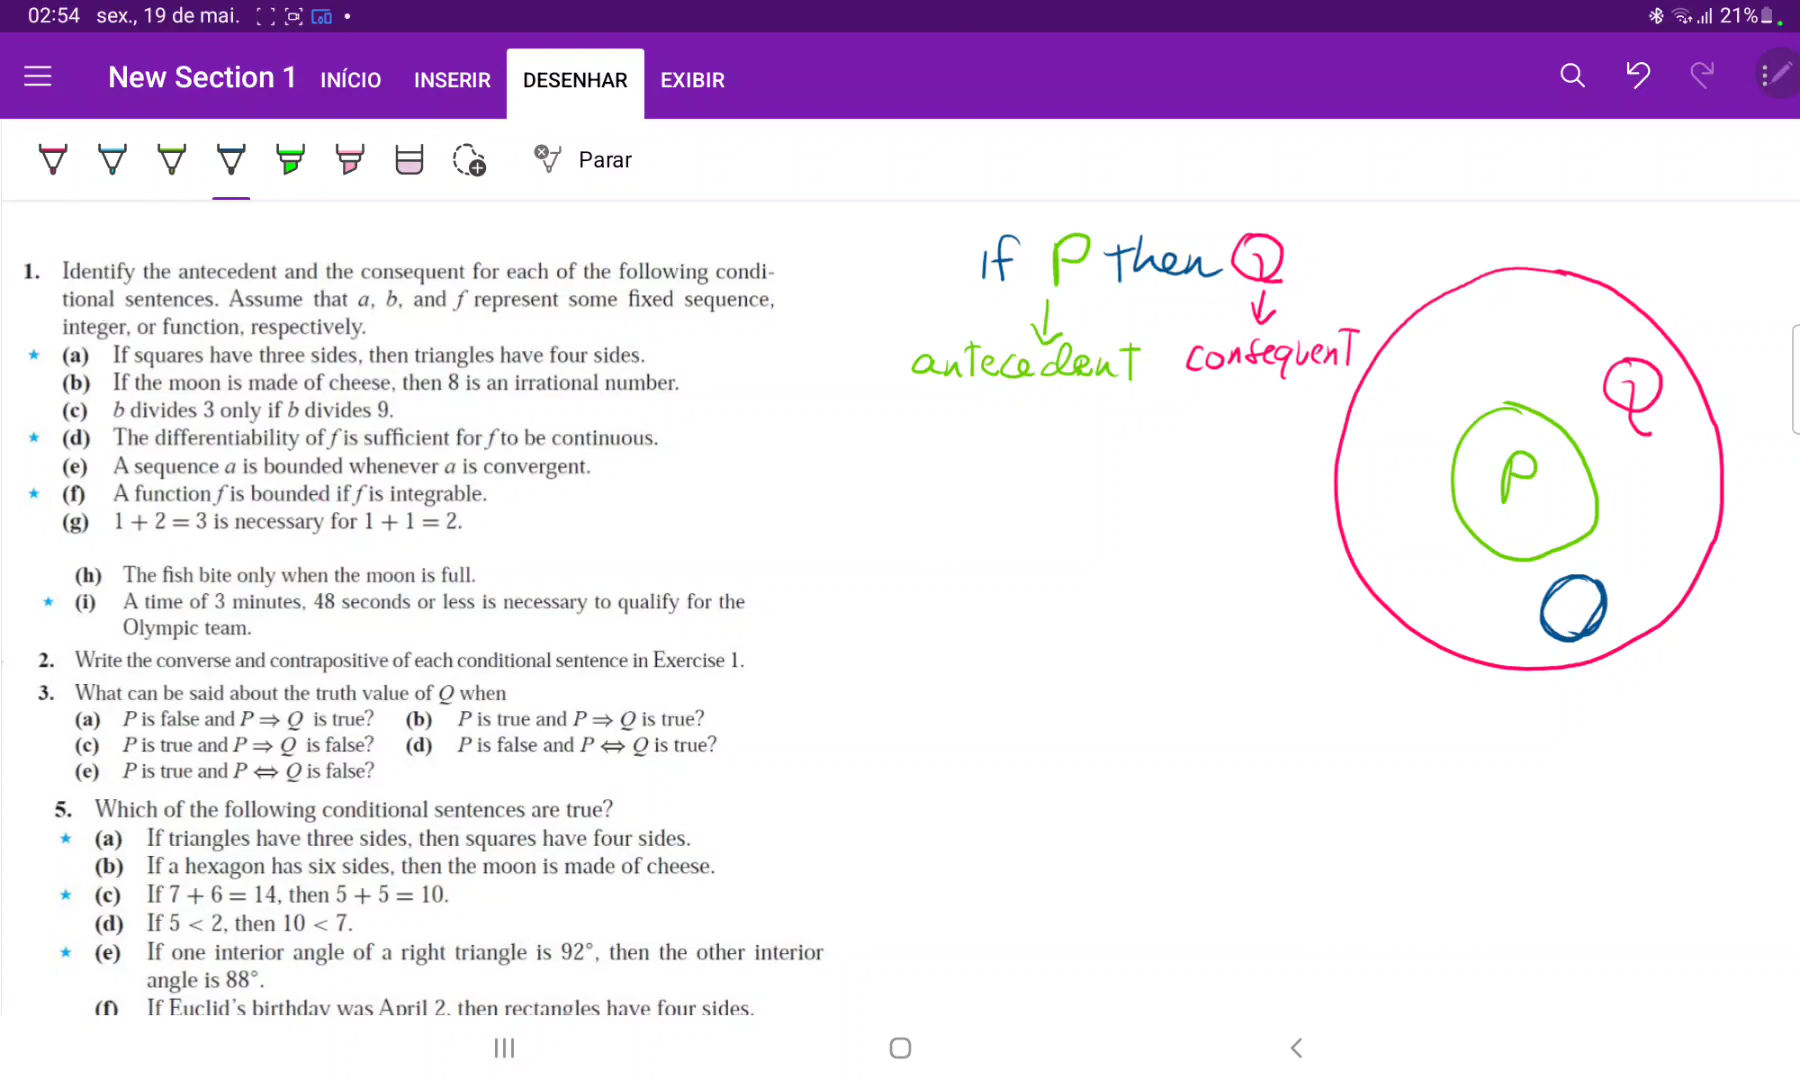 02:54 sex., 19 de mai. 21%
New Section 1 INÍCIO INSERIR DESENHAR EXIBIR
Parar
If P then Q
antecedent consequent
Q
P
1. Identify the antecedent and the consequent for each of the following condi-
tional sentences. Assume that a, b, and f represent some fixed sequence,
integer, or function, respectively.
★ (a) If squares have three sides, then triangles have four sides.
(b) If the moon is made of cheese, then 8 is an irrational number.
(c) b divides 3 only if b divides 9.
★ (d) The differentiability of f is sufficient for f to be continuous.
(e) A sequence a is bounded whenever a is convergent.
★ (f) A function f is bounded if f is integrable.
(g) 1 + 2 = 3 is necessary for 1 + 1 = 2.
(h) The fish bite only when the moon is full.
★ (i) A time of 3 minutes, 48 seconds or less is necessary to qualify for the
Olympic team.
2. Write the converse and contrapositive of each conditional sentence in Exercise 1.
3. What can be said about the truth value of Q when
(a) P is false and P ⇒ Q is true? (b) P is true and P ⇒ Q is true?
(c) P is true and P ⇒ Q is false? (d) P is false and P ⇔ Q is true?
(e) P is true and P ⇔ Q is false?
5. Which of the following conditional sentences are true?
★ (a) If triangles have three sides, then squares have four sides.
(b) If a hexagon has six sides, then the moon is made of cheese.
★ (c) If 7 + 6 = 14, then 5 + 5 = 10.
(d) If 5 < 2, then 10 < 7.
★ (e) If one interior angle of a right triangle is 92°, then the other interior
angle is 88°.
(f) If Euclid's birthday was April 2, then rectangles have four sides.